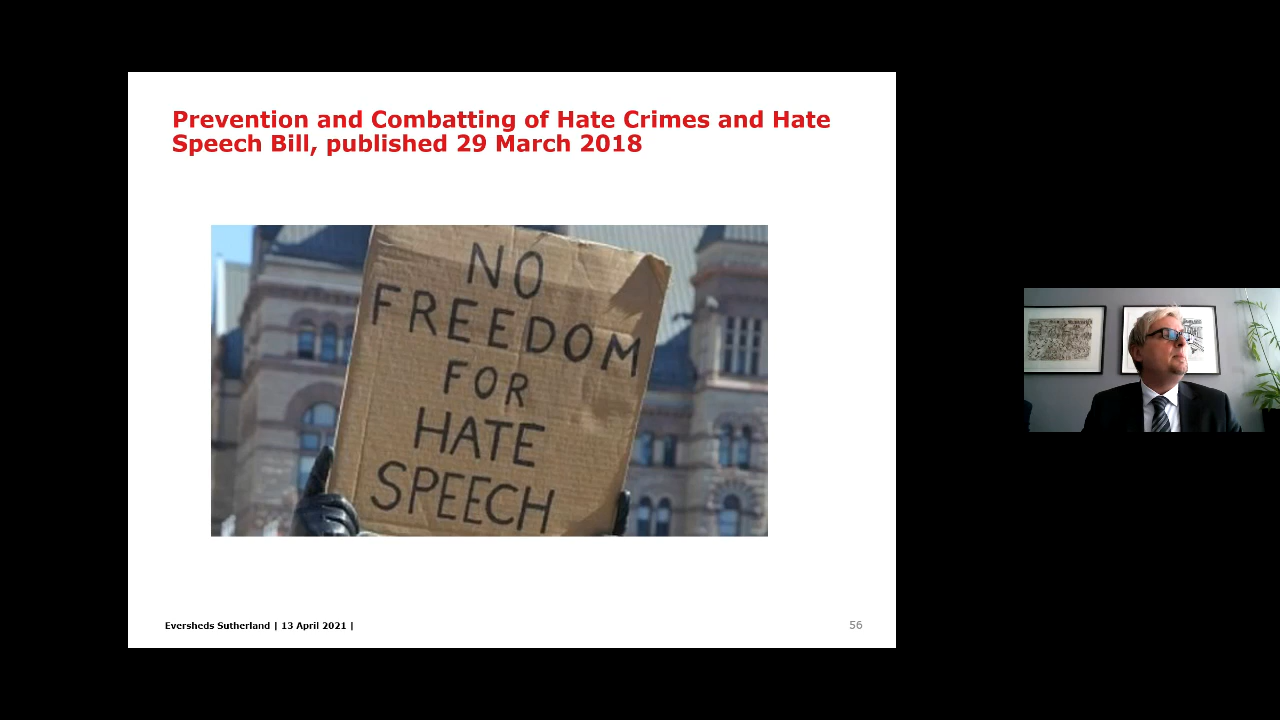 Prevention and Combatting of Hate Crimes and Hate
Speech Bill, published 29 March 2018
NO
FREEDOM
FOR
HATE
SPEECH
Eversheds Sutherland | 13 April 2021 |
56